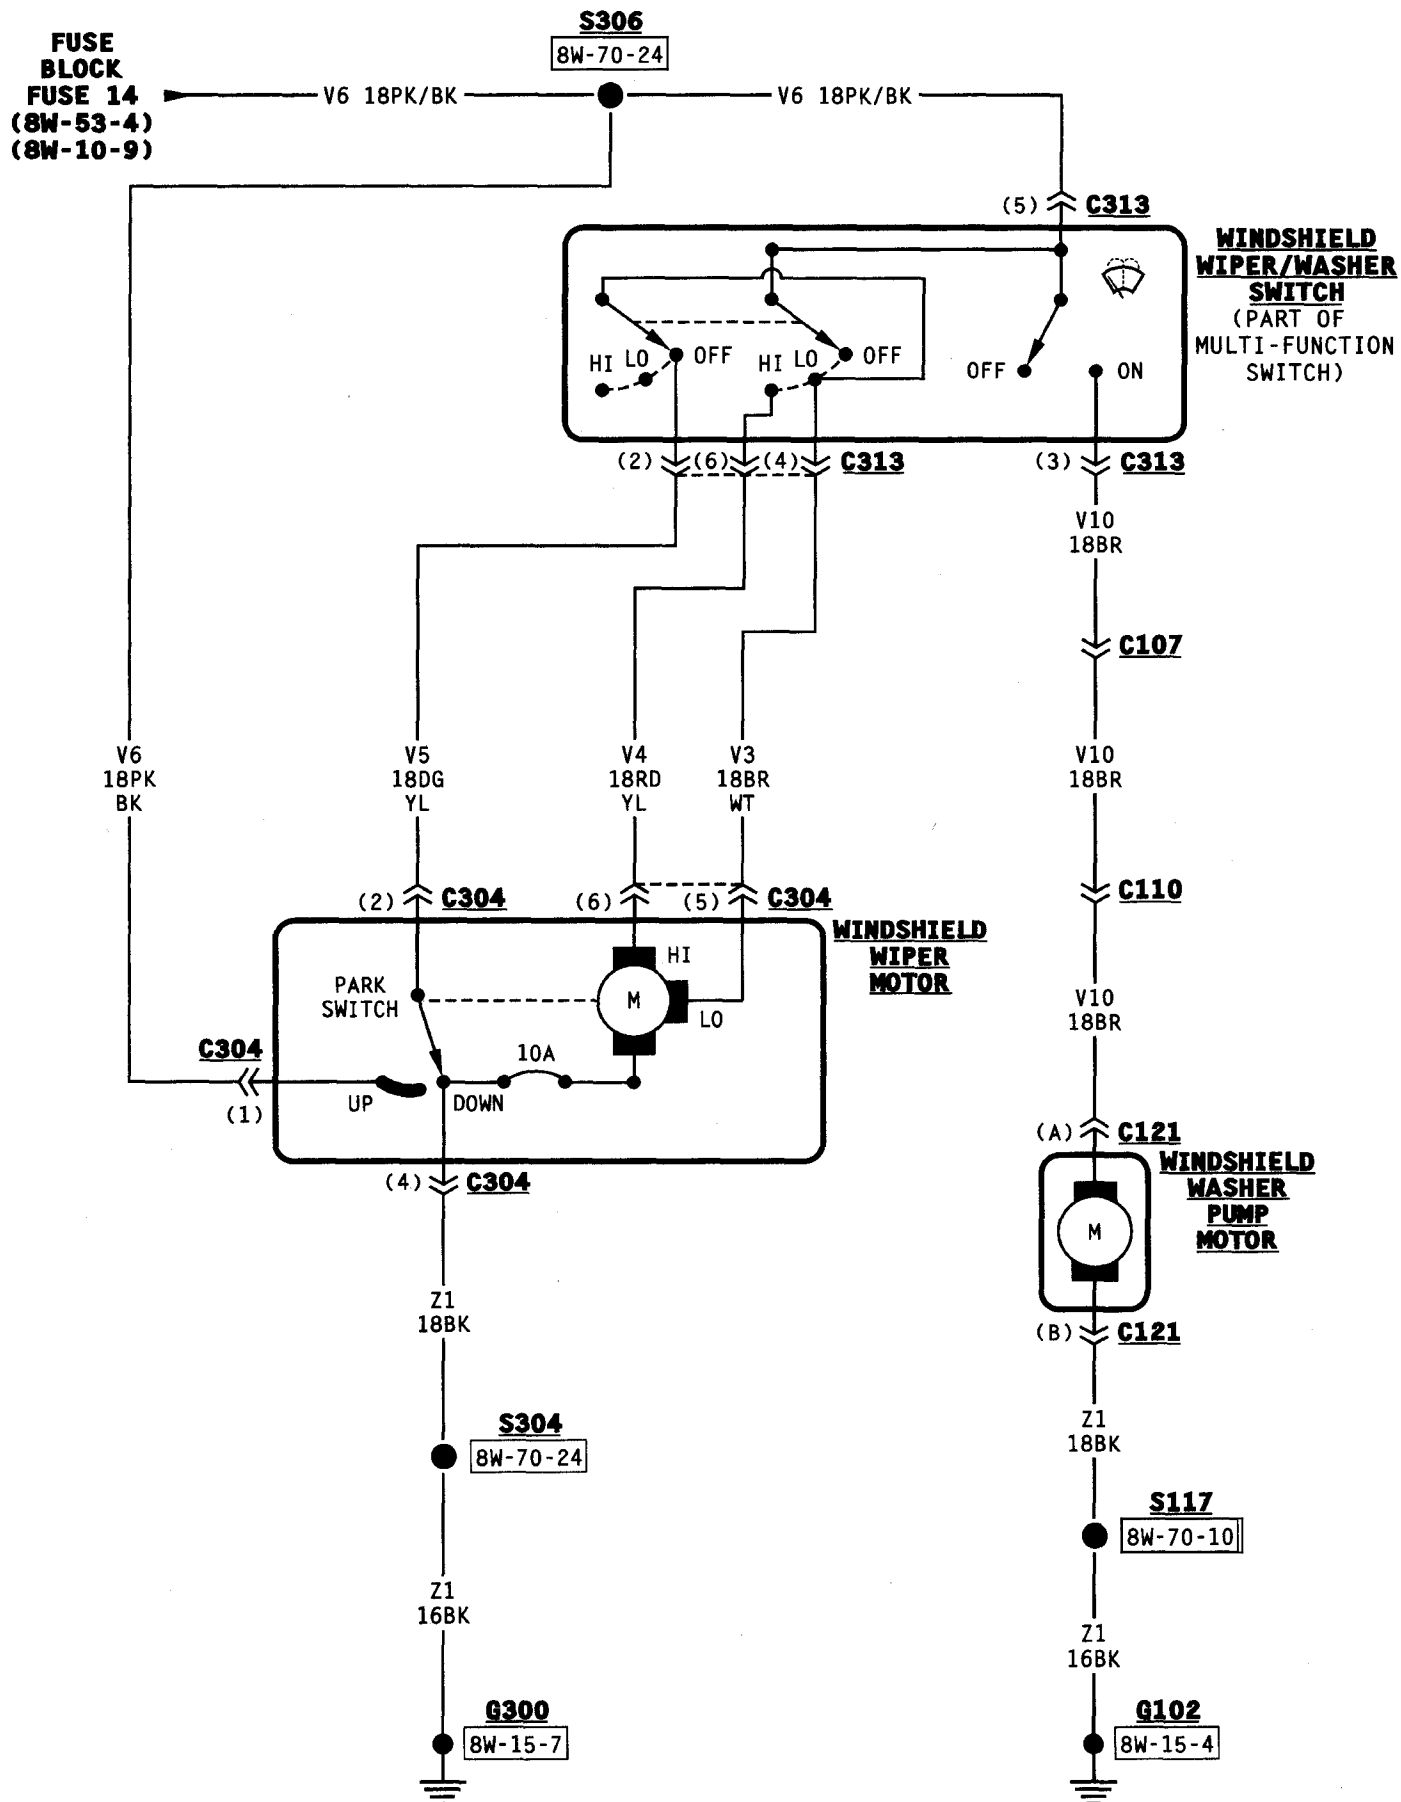 S306
8W-70-24
FUSE
BLOCK
FUSE 14
(8W-53-4)
(8W-10-9)
V6 18PK/BK
V6 18PK/BK
(5)
C313
WINDSHIELD
WIPER/WASHER
SWITCH
(PART OF
MULTI-FUNCTION
SWITCH)
HI
LO
OFF
HI
LO
OFF
OFF
ON
(2)
(6)
(4)
C313
(3)
C313
V10
18BR
C107
V6
18PK
BK
V5
18DG
YL
V4
18RD
YL
V3
18BR
WT
V10
18BR
(2)
C304
(6)
(5)
C304
C110
WINDSHIELD
WIPER
MOTOR
HI
PARK
SWITCH
M
LO
V10
18BR
C304
(1)
10A
UP
DOWN
(4)
C304
(A)
C121
WINDSHIELD
WASHER
PUMP
MOTOR
M
Z1
18BK
(B)
C121
S304
8W-70-24
Z1
18BK
S117
8W-70-10
Z1
16BK
Z1
16BK
G300
8W-15-7
G102
8W-15-4